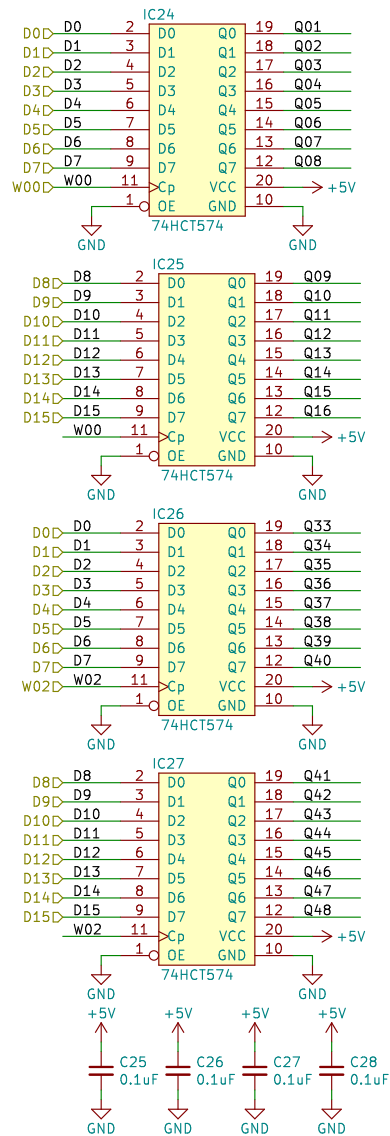 IC24
D0 D0 2 D0 Q0 19 Q01
D1 D1 3 D1 Q1 18 Q02
D2 D2 4 D2 Q2 17 Q03
D3 D3 5 D3 Q3 16 Q04
D4 D4 6 D4 Q4 15 Q05
D5 D5 7 D5 Q5 14 Q06
D6 D6 8 D6 Q6 13 Q07
D7 D7 9 D7 Q7 12 Q08
W00 W00 11 Cp VCC 20 +5V
1 OE GND 10
GND 74HCT574 GND
IC25
D8 D8 2 D0 Q0 19 Q09
D9 D9 3 D1 Q1 18 Q10
D10 D10 4 D2 Q2 17 Q11
D11 D11 5 D3 Q3 16 Q12
D12 D12 6 D4 Q4 15 Q13
D13 D13 7 D5 Q5 14 Q14
D14 D14 8 D6 Q6 13 Q15
D15 D15 9 D7 Q7 12 Q16
W00 11 Cp VCC 20 +5V
1 OE GND 10
GND 74HCT574 GND
IC26
D0 D0 2 D0 Q0 19 Q33
D1 D1 3 D1 Q1 18 Q34
D2 D2 4 D2 Q2 17 Q35
D3 D3 5 D3 Q3 16 Q36
D4 D4 6 D4 Q4 15 Q37
D5 D5 7 D5 Q5 14 Q38
D6 D6 8 D6 Q6 13 Q39
D7 D7 9 D7 Q7 12 Q40
W02 W02 11 Cp VCC 20 +5V
1 OE GND 10
GND 74HCT574 GND
IC27
D8 D8 2 D0 Q0 19 Q41
D9 D9 3 D1 Q1 18 Q42
D10 D10 4 D2 Q2 17 Q43
D11 D11 5 D3 Q3 16 Q44
D12 D12 6 D4 Q4 15 Q45
D13 D13 7 D5 Q5 14 Q46
D14 D14 8 D6 Q6 13 Q47
D15 D15 9 D7 Q7 12 Q48
W02 11 Cp VCC 20 +5V
1 OE GND 10
GND 74HCT574 GND
+5V +5V +5V +5V
C25 C26 C27 C28
0.1uF 0.1uF 0.1uF 0.1uF
GND GND GND GND